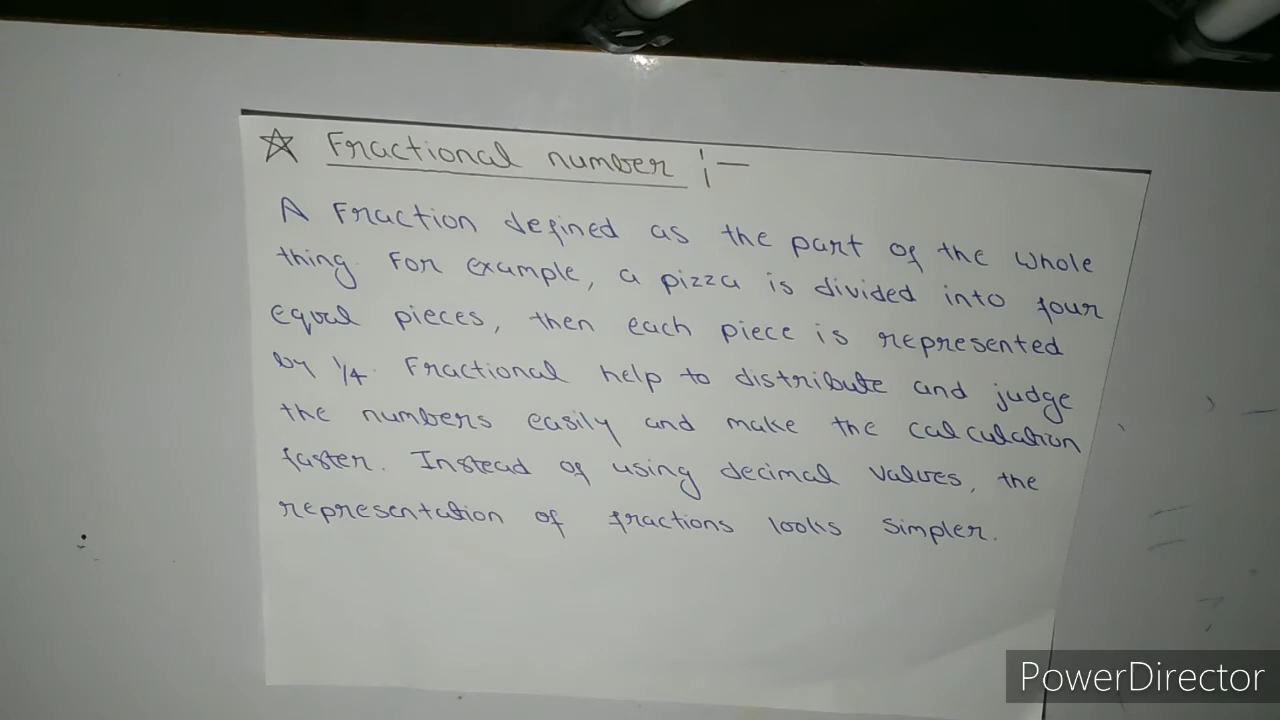 ☆ Fractional number :-
A Fraction defined as the part of the whole
thing. For example, a pizza is divided into four
equal pieces, then each piece is represented
by 1/4. Fractional help to distribute and judge
the numbers easily and make the calculation
faster. Instead of using decimal values, the
representation of fractions looks simpler.
PowerDirector